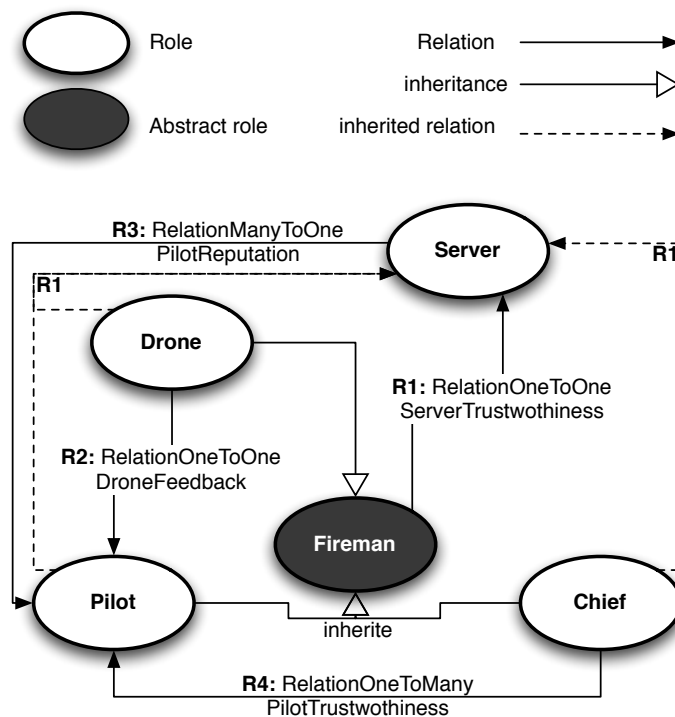 Role
Relation
inheritance
Abstract role
inherited relation
R3: RelationManyToOne
PilotReputation
Server
R1
R1
Drone
R1: RelationOneToOne
ServerTrustwothiness
R2: RelationOneToOne
DroneFeedback
Fireman
Pilot
Chief
inherite
R4: RelationOneToMany
PilotTrustwothiness